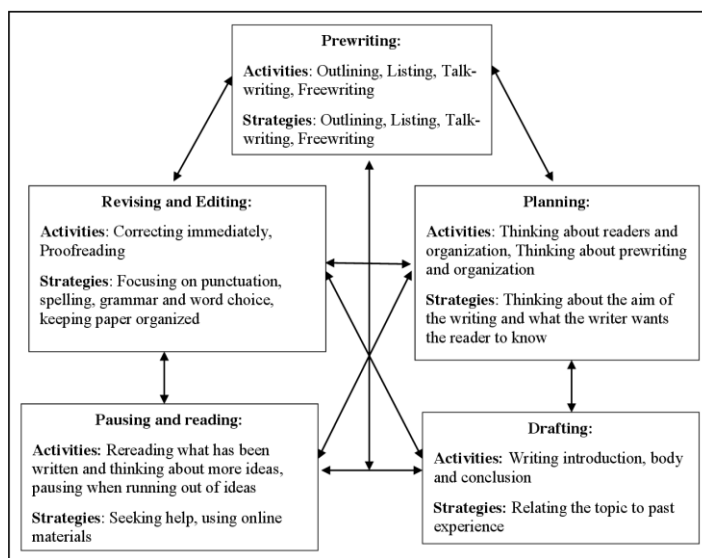 Prewriting:
Activities: Outlining, Listing, Talk-
writing, Freewriting
Strategies: Outlining, Listing, Talk-
writing, Freewriting
Revising and Editing:
Activities: Correcting immediately,
Proofreading
Strategies: Focusing on punctuation,
spelling, grammar and word choice,
keeping paper organized
Planning:
Activities: Thinking about readers and
organization, Thinking about prewriting
and organization
Strategies: Thinking about the aim of
the writing and what the writer wants
the reader to know
Pausing and reading:
Activities: Rereading what has been
written and thinking about more ideas,
pausing when running out of ideas
Strategies: Seeking help, using online
materials
Drafting:
Activities: Writing introduction, body
and conclusion
Strategies: Relating the topic to past
experience